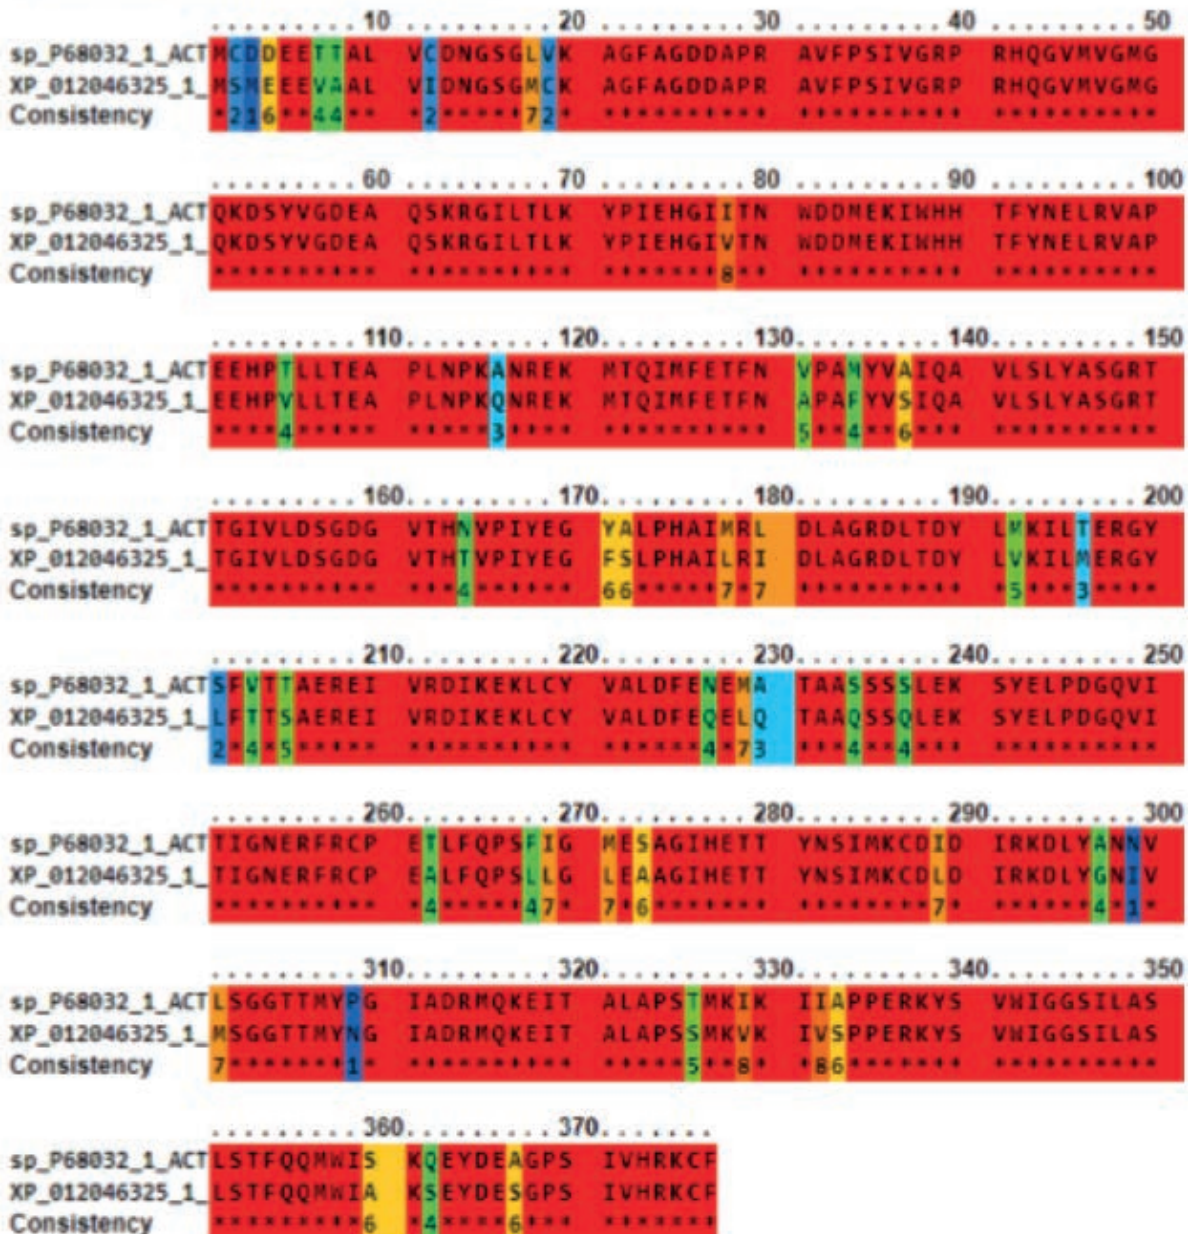 .........10.........20.........30.........40.........50
sp_P68032_1_ACT MCDDEETTAL VCDNGSGLVK AGFAGDDAPR AVFPSIVGRP RHQGVMVGMG
XP_012046325_1_ MSMEEEVAAL VIDNGSGMCK AGFAGDDAPR AVFPSIVGRP RHQGVMVGMG
Consistency *216**44** *2*****72* ********** ********** **********
.........60.........70.........80.........90.........100
sp_P68032_1_ACT QKDSYVGDEA QSKRGILTLK YPIEHGIITN WDDMEKIWHH TFYNELRVAP
XP_012046325_1_ QKDSYVGDEA QSKRGILTLK YPIEHGIVTN WDDMEKIWHH TFYNELRVAP
Consistency ********** ********** *******8** ********** **********
.........110.........120.........130.........140.........150
sp_P68032_1_ACT EEHPTLLTEA PLNPKANREK MTQIMFETFN VPAMYVAIQA VLSLYASGRT
XP_012046325_1_ EEHPVLLTEA PLNPKQNREK MTQIMFETFN APAFYVSIQA VLSLYASGRT
Consistency ****4***** *****3**** ********** 5**4**6*** **********
.........160.........170.........180.........190.........200
sp_P68032_1_ACT TGIVLDSGDG VTHNVPIYEG YALPHAIMRL DLAGRDLTDY LMKILTERGY
XP_012046325_1_ TGIVLDSGDG VTHTVPIYEG FSLPHAILRI DLAGRDLTDY LVKILMERGY
Consistency ********** ***4****** 66*****7*7 ********** *5***3****
.........210.........220.........230.........240.........250
sp_P68032_1_ACT SFVTTAEREI VRDIKEKLCY VALDFENEMA TAASSSSLEK SYELPDGQVI
XP_012046325_1_ LFTTSAEREI VRDIKEKLCY VALDFEQELQ TAAQSSQLEK SYELPDGQVI
Consistency 2*4*5***** ********** ******4*73 ***4**4*** **********
.........260.........270.........280.........290.........300
sp_P68032_1_ACT TIGNERFRCP ETLFQPSFIG MESAGIHETT YNSIMKCDID IRKDLYANNV
XP_012046325_1_ TIGNERFRCP EALFQPSLLG LEAAGIHETT YNSIMKCDLD IRKDLYGNIV
Consistency ********** *4*****47* 7*6******* ********7* ******4*1*
.........310.........320.........330.........340.........350
sp_P68032_1_ACT LSGGTTMYPG IADRMQKEIT ALAPSTMKIK IIAPPERKYS VWIGGSILAS
XP_012046325_1_ MSGGTTMYNG IADRMQKEIT ALAPSSMKVK IVSPPERKYS VWIGGSILAS
Consistency 7*******1* ********** *****5**8* *86******* **********
.........360.........370.......
sp_P68032_1_ACT LSTFQQMWIS KQEYDEAGPS IVHRKCF
XP_012046325_1_ LSTFQQMWIA KSEYDESGPS IVHRKCF
Consistency *********6 *4****6*** *******